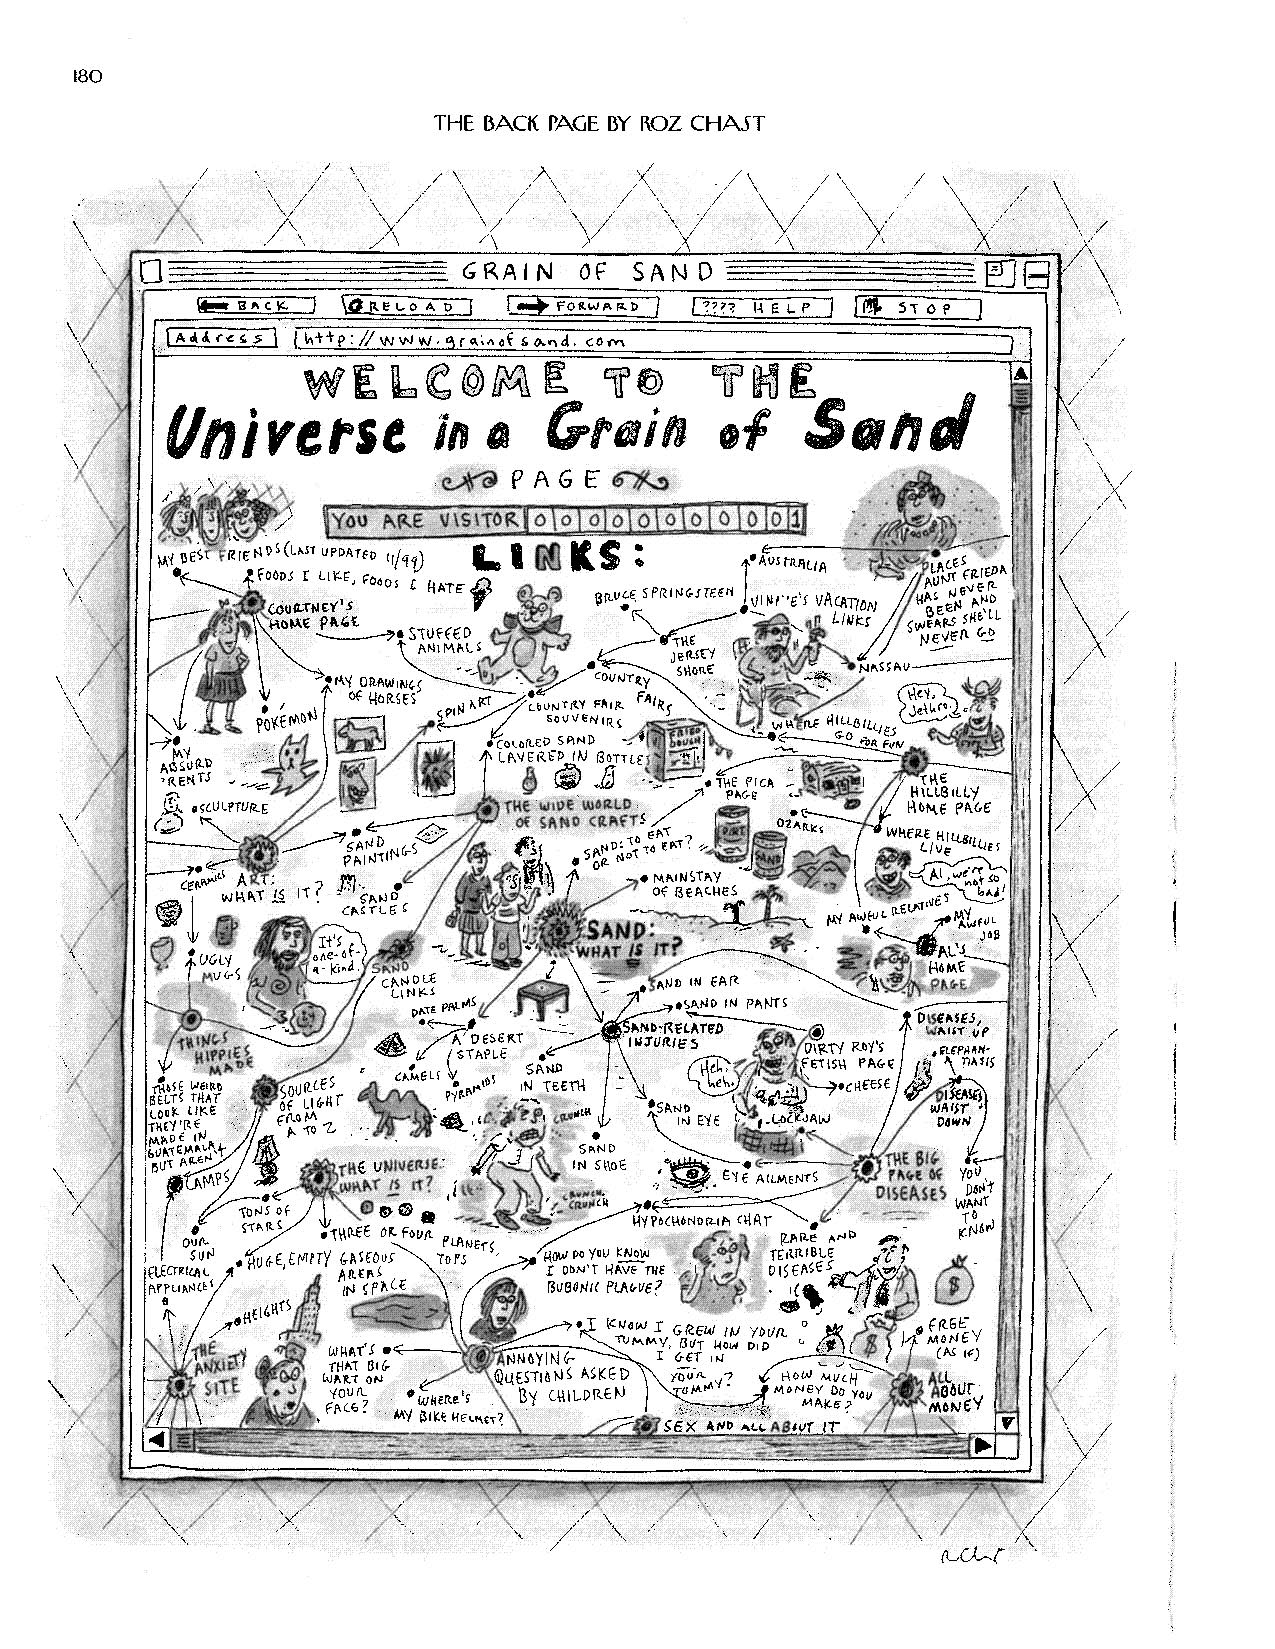 180
THE BACK PAGE BY ROZ CHAST
GRAIN OF SAND
BACK
RELOAD
FORWARD
???? HELP
STOP
Address
http://www.grainofsand.com
WELCOME TO THE
Universe in a Grain of Sand
PAGE
YOU ARE VISITOR 00000000001
LINKS:
MY BEST FRIENDS (LAST UPDATED 11/99)
FOODS I LIKE, FOODS I HATE
COURTNEY'S
HOME PAGE
STUFFED
ANIMALS
MY DRAWINGS
OF HORSES
POKEMON
MY
ABSURD
'RENTS
SCULPTURE
SPIN ART
BRUCE SPRINGSTEEN
AUSTRALIA
VINNIE'S VACATION
LINKS
PLACES
AUNT FRIEDA
HAS NEVER
BEEN AND
SWEARS SHE'LL
NEVER GO
THE
JERSEY
SHORE
NASSAU
COUNTRY
FAIRS
COUNTRY FAIR
SOUVENIRS
Hey,
Jethro.
WHERE HILLBILLIES
GO FOR FUN
COLORED SAND
LAYERED IN BOTTLES
FRIED
DOUGH
THE PICA
PAGE
THE
HILLBILLY
HOME PAGE
THE WIDE WORLD
OF SAND CRAFTS
SAND
PAINTINGS
SAND: TO EAT
OR NOT TO EAT?
DIRT
SAND
OZARKS
WHERE HILLBILLIES
LIVE
CERAMICS
ART:
WHAT IS IT?
SAND
CASTLES
MAINSTAY
OF BEACHES
Al, we're
not so
bad!
MY AWFUL RELATIVES
MY
AWFUL
JOB
AL'S
HOME
PAGE
UGLY
MUGS
It's
one-of-
a-kind.
SAND
CANDLE
LINKS
SAND:
WHAT IS IT?
SAND IN EAR
SAND IN PANTS
DATE PALMS
A DESERT
STAPLE
SAND-RELATED
INJURIES
DISEASES,
WAIST UP
THINGS
HIPPIES
MADE
CAMELS
PYRAMIDS
SAND
IN TEETH
Heh,
heh.
DIRTY ROY'S
FETISH PAGE
CHEESE
ELEPHAN-
TIASIS
DISEASES,
WAIST
DOWN
THOSE WEIRD
BELTS THAT
LOOK LIKE
THEY'RE
MADE IN
GUATEMALA
BUT AREN'T
SOURCES
OF LIGHT
FROM
A TO Z
SAND
IN EYE
LOCKJAW
CRUNCH
SAND
IN SHOE
LAMPS
THE UNIVERSE:
WHAT IS IT?
EYE AILMENTS
THE BIG
PAGE OF
DISEASES
YOU
DON'T
WANT
TO
KNOW
CRUNCH,
CRUNCH
TONS OF
STARS
OUR
SUN
THREE OR FOUR PLANETS, TOPS
HYPOCHONDRIA CHAT
RARE AND
TERRIBLE
DISEASES
ELECTRICAL
APPLIANCES
HUGE, EMPTY GASEOUS
AREAS
IN SPACE
HOW DO YOU KNOW
I DON'T HAVE THE
BUBONIC PLAGUE?
$
HEIGHTS
I KNOW I GREW IN YOUR
TUMMY, BUT HOW DID
I GET IN
YOUR
TUMMY?
$
FREE
MONEY
(AS IF)
THE
ANXIETY
SITE
WHAT'S
THAT BIG
WART ON
YOUR
FACE?
WHERE'S
MY BIKE HELMET?
ANNOYING
QUESTIONS ASKED
BY CHILDREN
HOW MUCH
MONEY DO YOU
MAKE?
ALL
ABOUT
MONEY
SEX AND ALL ABOUT IT